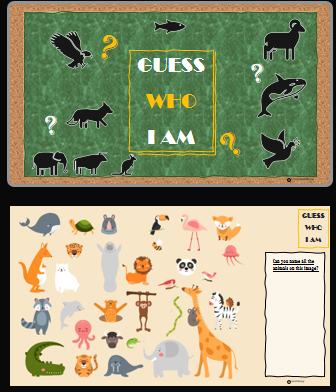 GUESS
WHO
I AM
GUESS
WHO
I AM
Can you name all the
animals on this image?